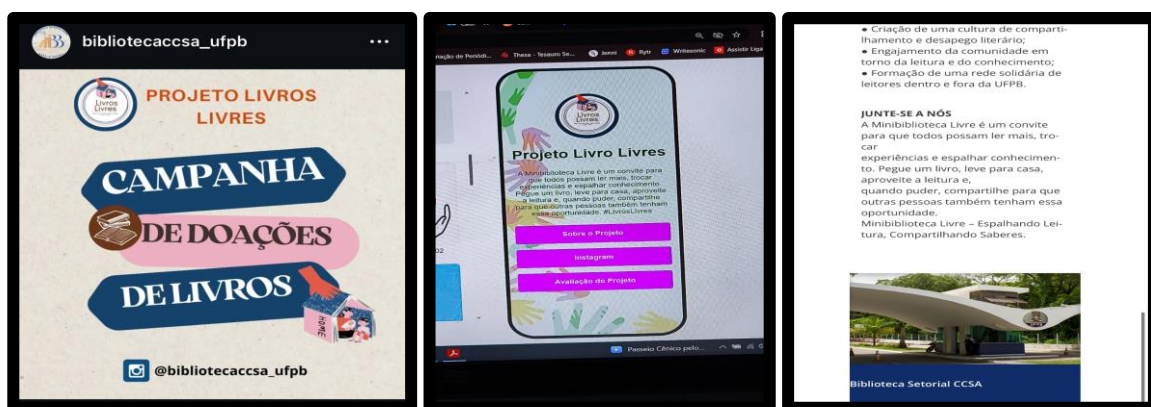 bibliotecaccsa_ufpb
Livros
Livres
PROJETO LIVROS
LIVRES
CAMPANHA
DE DOAÇÕES
DE LIVROS
HOME
@bibliotecaccsa_ufpb
Thesa - Tesauro Se...
Jenni
Rytr
Writesonic
Assistir Liga
Livros
Livres
Projeto Livro Livres
A Minibiblioteca Livre é um convite para
que todos possam ler mais, trocar
experiências e espalhar conhecimento.
Pegue um livro, leve para casa, aproveite
a leitura e, quando puder, compartilhe
para que outras pessoas também tenham
essa oportunidade. #LivrosLivres
Sobre o Projeto
Instagram
Avaliação do Projeto
Passeio Cênico pelo...
● Criação de uma cultura de comparti-
lhamento e desapego literário;
● Engajamento da comunidade em
torno da leitura e do conhecimento;
● Formação de uma rede solidária de
leitores dentro e fora da UFPB.
JUNTE-SE A NÓS
A Minibiblioteca Livre é um convite
para que todos possam ler mais, tro-
car
experiências e espalhar conhecimen-
to. Pegue um livro, leve para casa,
aproveite a leitura e,
quando puder, compartilhe para que
outras pessoas também tenham essa
oportunidade.
Minibiblioteca Livre – Espalhando Lei-
tura, Compartilhando Saberes.
Biblioteca Setorial CCSA